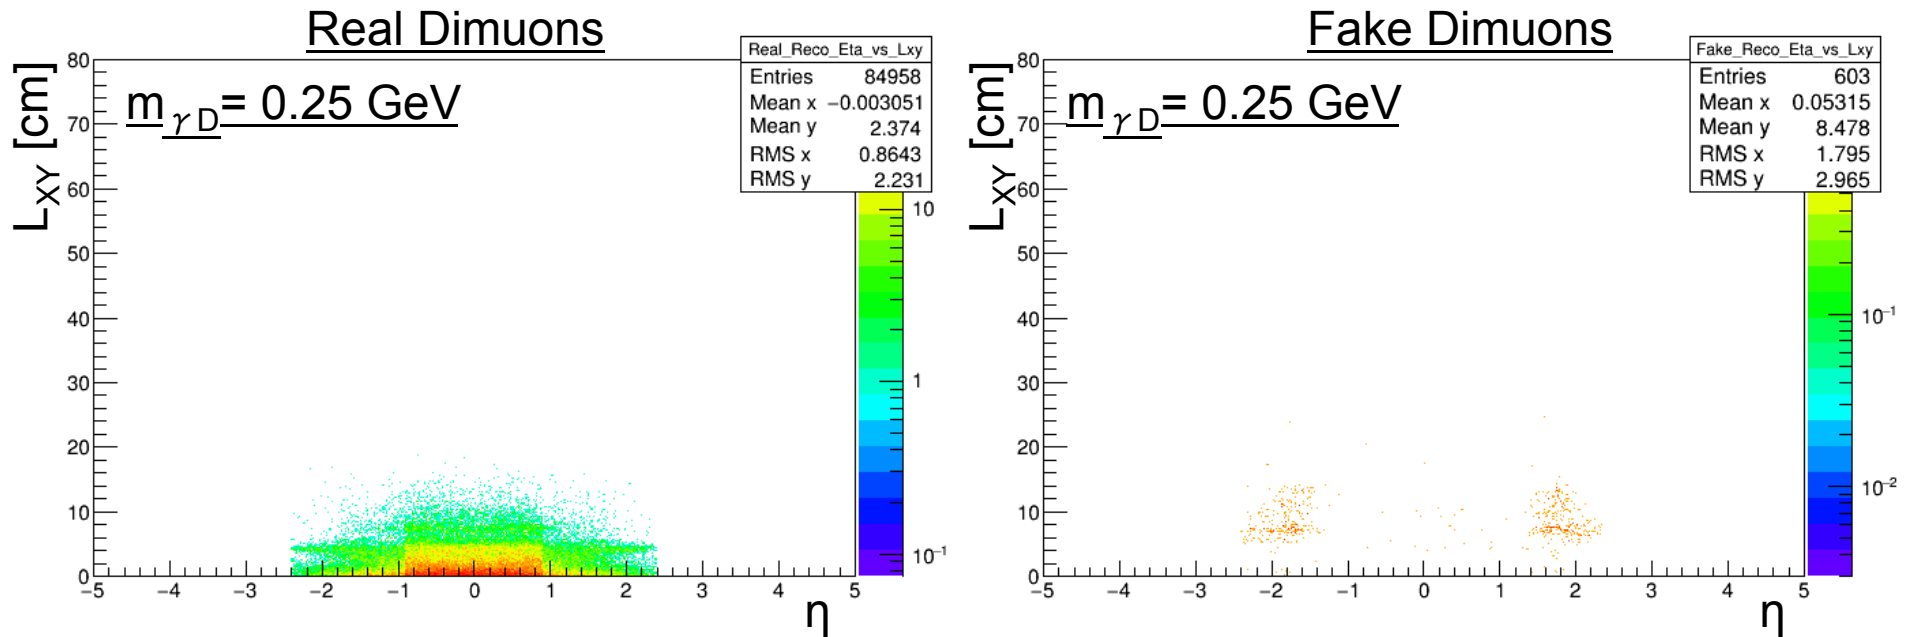 Real Dimuons
Real_Reco_Eta_vs_Lxy
Entries 84958
Mean x −0.003051
Mean y 2.374
RMS x 0.8643
RMS y 2.231
m γD = 0.25 GeV
LXY [cm]
80
70
60
50
40
30
20
10
0
−5 −4 −3 −2 −1 0 1 2 3 4 5
η
10
1
10⁻¹
Fake Dimuons
Fake_Reco_Eta_vs_Lxy
Entries 603
Mean x 0.05315
Mean y 8.478
RMS x 1.795
RMS y 2.965
m γD = 0.25 GeV
LXY [cm]
80
70
60
50
40
30
20
10
0
−5 −4 −3 −2 −1 0 1 2 3 4 5
η
10⁻¹
10⁻²